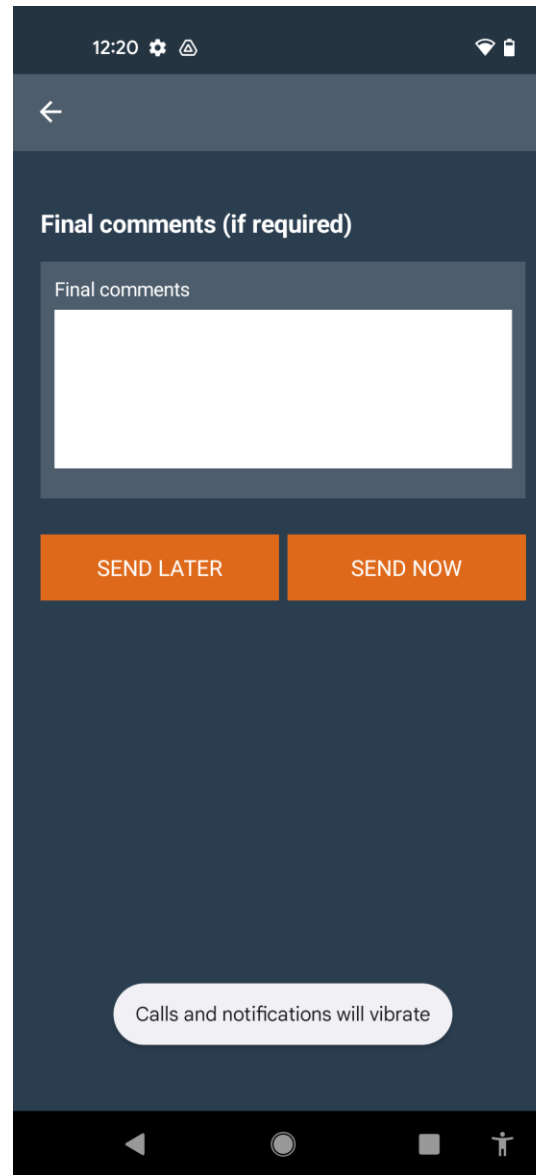 12:20
Final comments (if required)
Final comments
SEND LATER
SEND NOW
Calls and notifications will vibrate